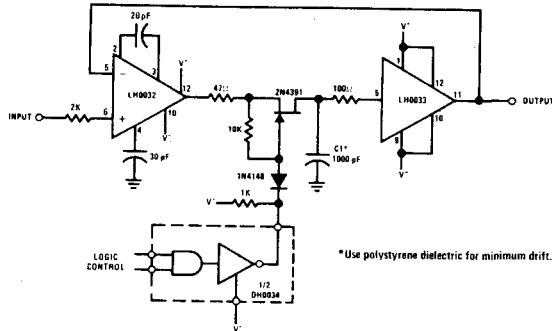 20pF
2
3
V+
12
5
−
LH0032
47Ω
2N4391
100Ω
5
LH0033
V+
1
12
11
OUTPUT
INPUT
2K
6
+
4
10
V-
30 pF
10K
C1*
1000 pF
9
10
V-
1N4148
1K
LOGIC
CONTROL
1/2
DH0034
*Use polystyrene dielectric for minimum drift.